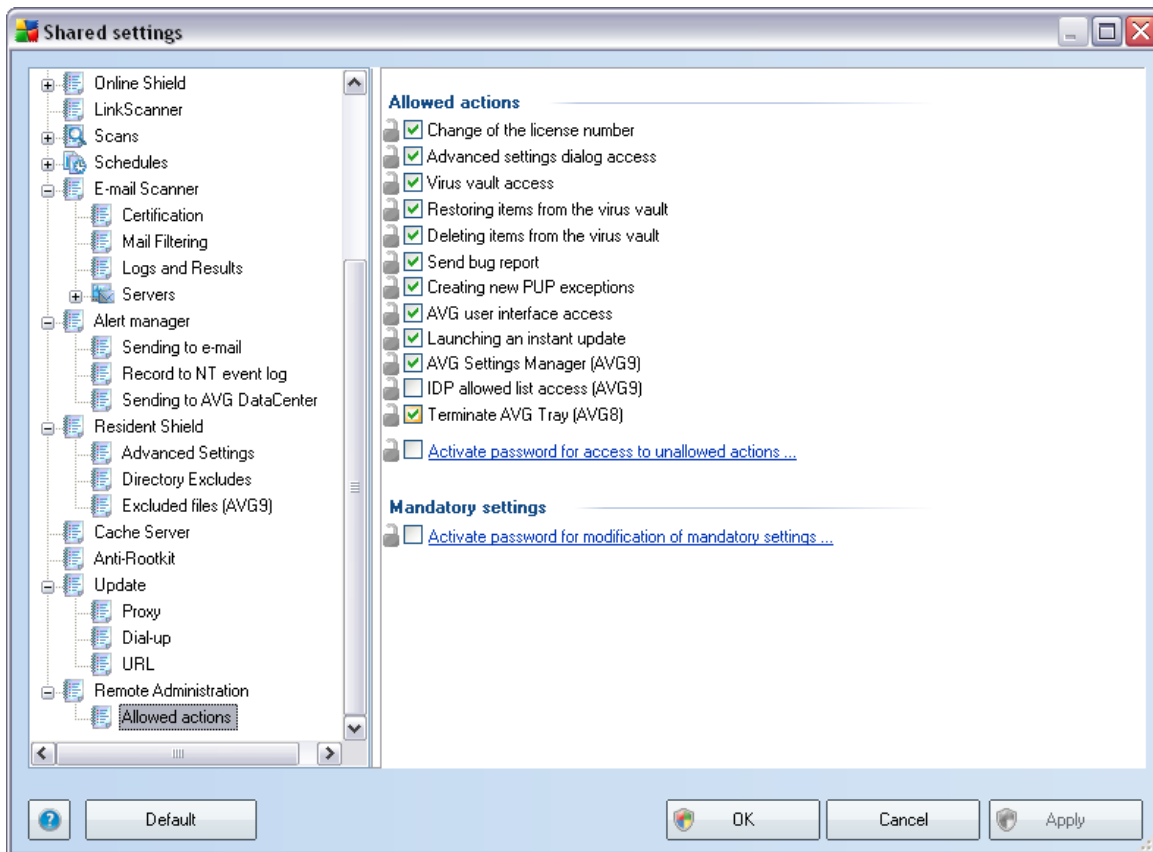 Shared settings
Online Shield
LinkScanner
Scans
Schedules
E-mail Scanner
Certification
Mail Filtering
Logs and Results
Servers
Alert manager
Sending to e-mail
Record to NT event log
Sending to AVG DataCenter
Resident Shield
Advanced Settings
Directory Excludes
Excluded files (AVG9)
Cache Server
Anti-Rootkit
Update
Proxy
Dial-up
URL
Remote Administration
Allowed actions
Allowed actions
Change of the license number
Advanced settings dialog access
Virus vault access
Restoring items from the virus vault
Deleting items from the virus vault
Send bug report
Creating new PUP exceptions
AVG user interface access
Launching an instant update
AVG Settings Manager (AVG9)
IDP allowed list access (AVG9)
Terminate AVG Tray (AVG8)
Activate password for access to unallowed actions ...
Mandatory settings
Activate password for modification of mandatory settings ...
Default
OK
Cancel
Apply